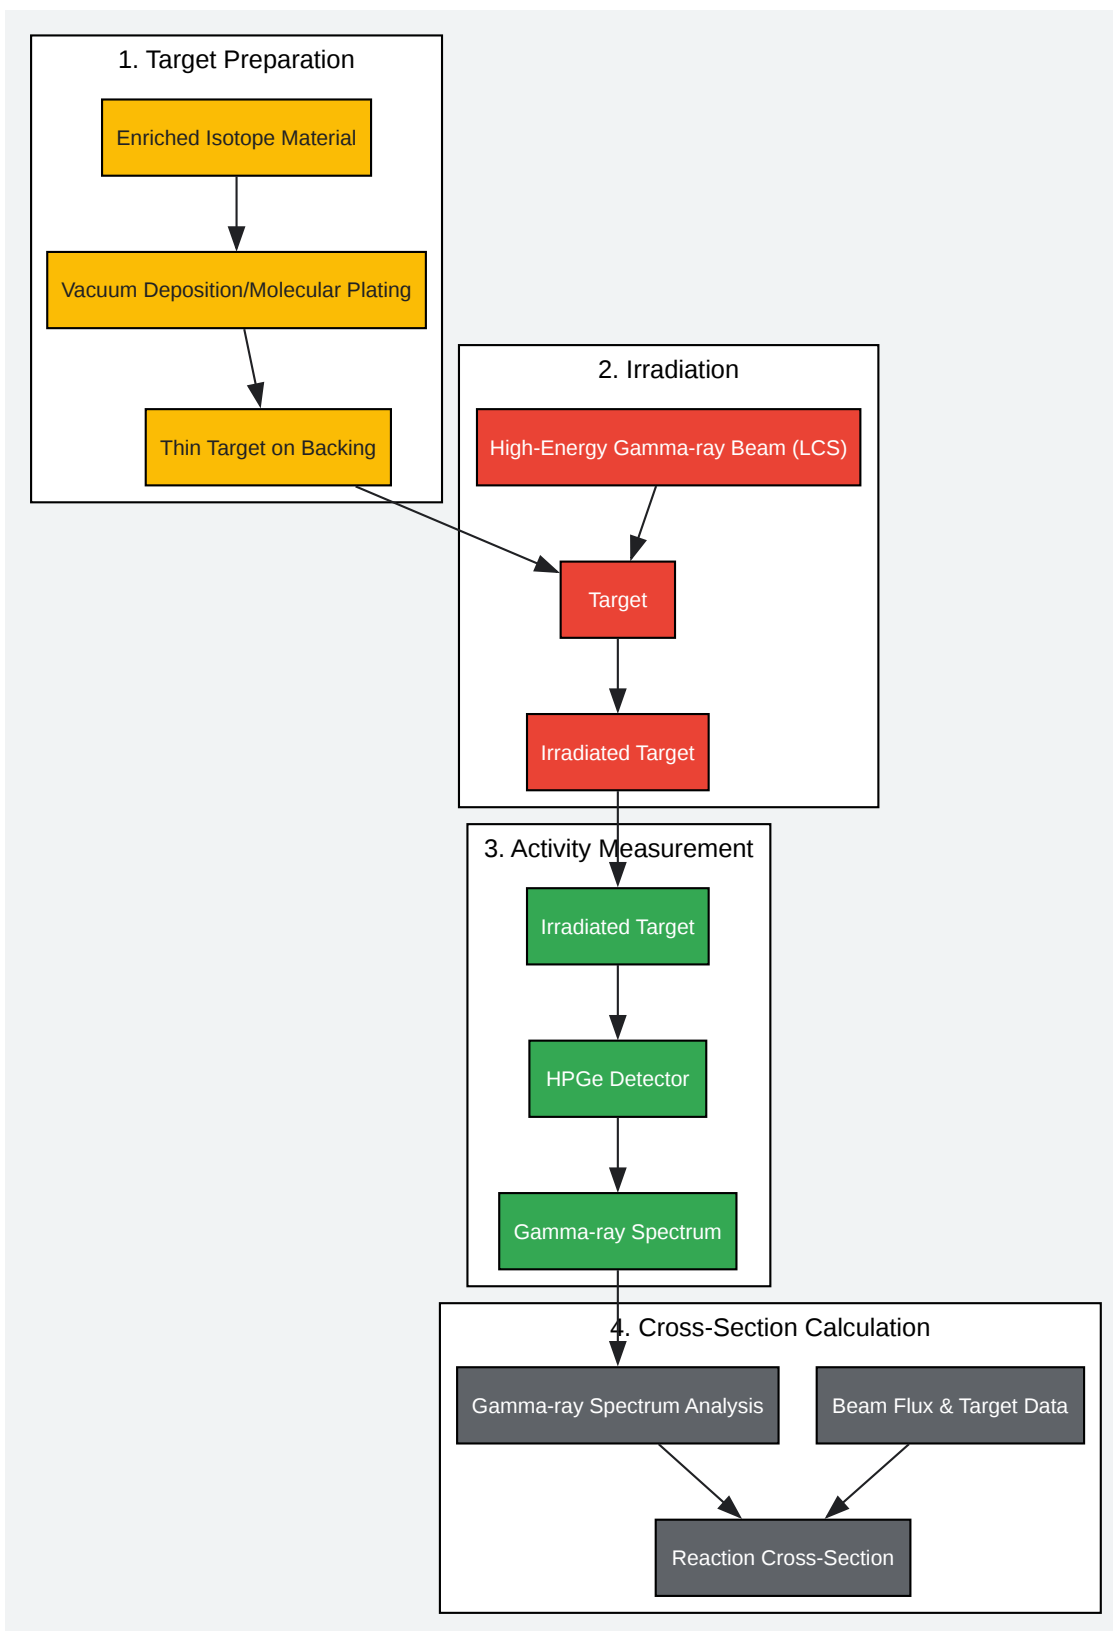 1. Target Preparation
Enriched Isotope Material
Vacuum Deposition/Molecular Plating
Thin Target on Backing
2. Irradiation
High-Energy Gamma-ray Beam (LCS)
Target
Irradiated Target
3. Activity Measurement
Irradiated Target
HPGe Detector
Gamma-ray Spectrum
4. Cross-Section Calculation
Gamma-ray Spectrum Analysis
Beam Flux & Target Data
Reaction Cross-Section